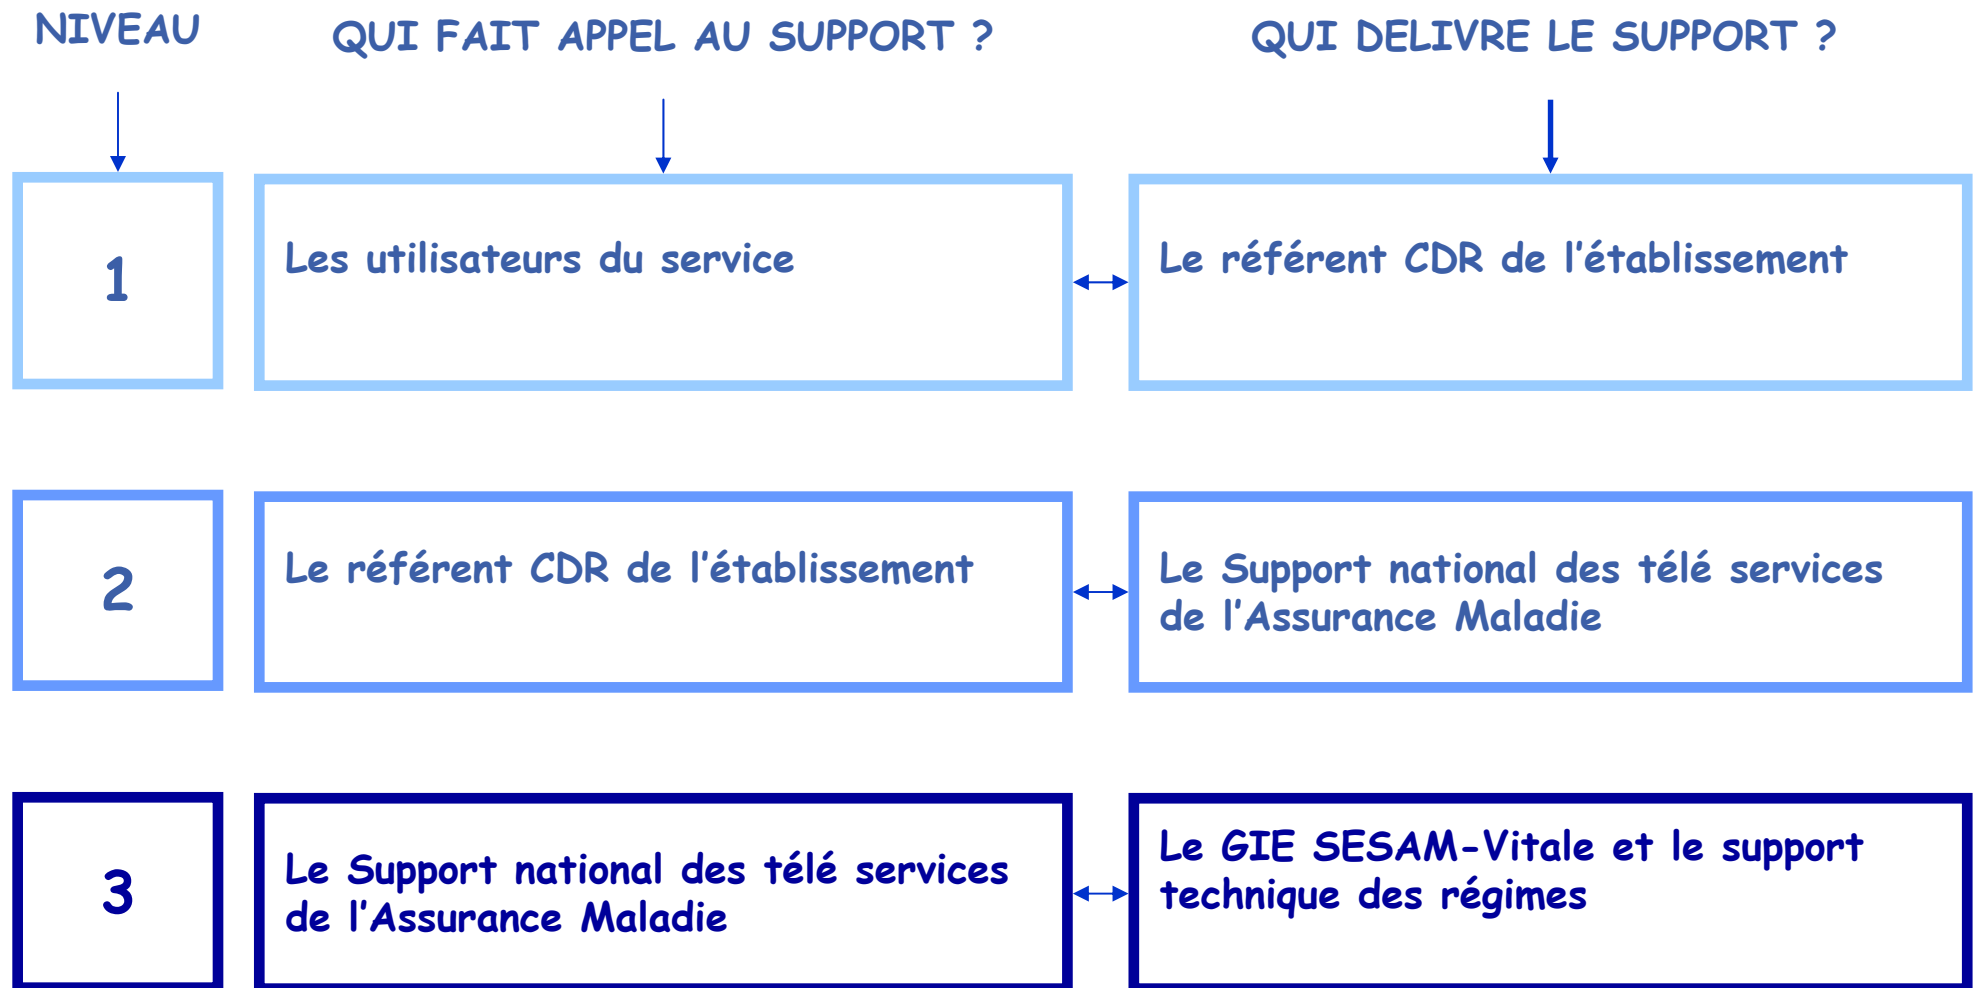 NIVEAU
QUI FAIT APPEL AU SUPPORT ?
QUI DELIVRE LE SUPPORT ?
1
Les utilisateurs du service
Le référent CDR de l'établissement
2
Le référent CDR de l'établissement
Le Support national des télé services
de l'Assurance Maladie
3
Le Support national des télé services
de l'Assurance Maladie
Le GIE SESAM-Vitale et le support
technique des régimes